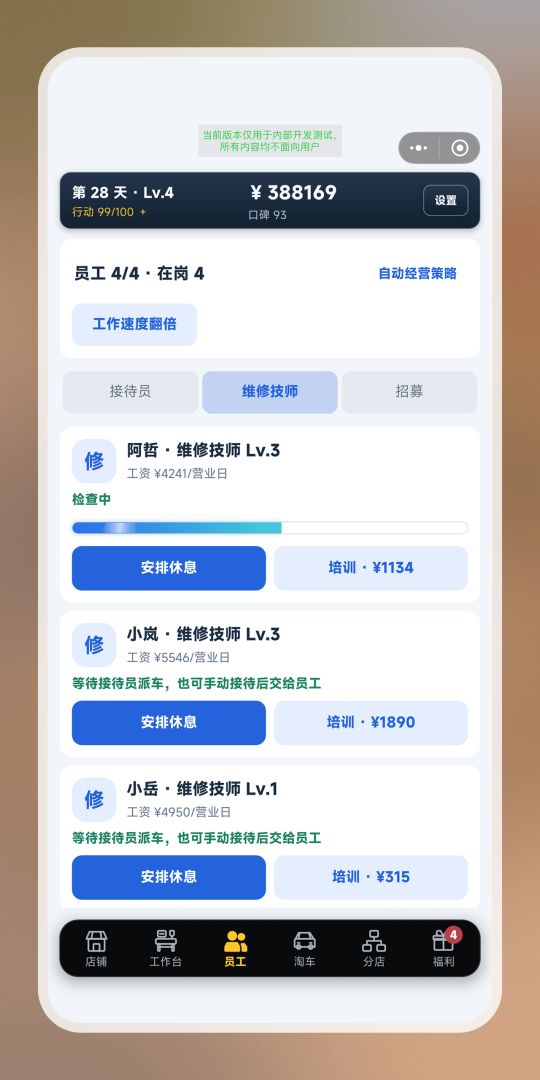 当前版本仅用于内部开发测试，
所有内容均不面向用户
第 28 天 · Lv.4
¥ 388169
行动 99/100 +
口碑 93
设置
员工 4/4 · 在岗 4
自动经营策略
工作速度翻倍
接待员
维修技师
招募
修
阿哲 · 维修技师 Lv.3
工资 ¥4241/营业日
检查中
安排休息
培训 · ¥1134
修
小岚 · 维修技师 Lv.3
工资 ¥5546/营业日
等待接待员派车，也可手动接待后交给员工
安排休息
培训 · ¥1890
修
小岳 · 维修技师 Lv.1
工资 ¥4950/营业日
等待接待员派车，也可手动接待后交给员工
安排休息
培训 · ¥315
4
店铺
工作台
员工
淘车
分店
福利